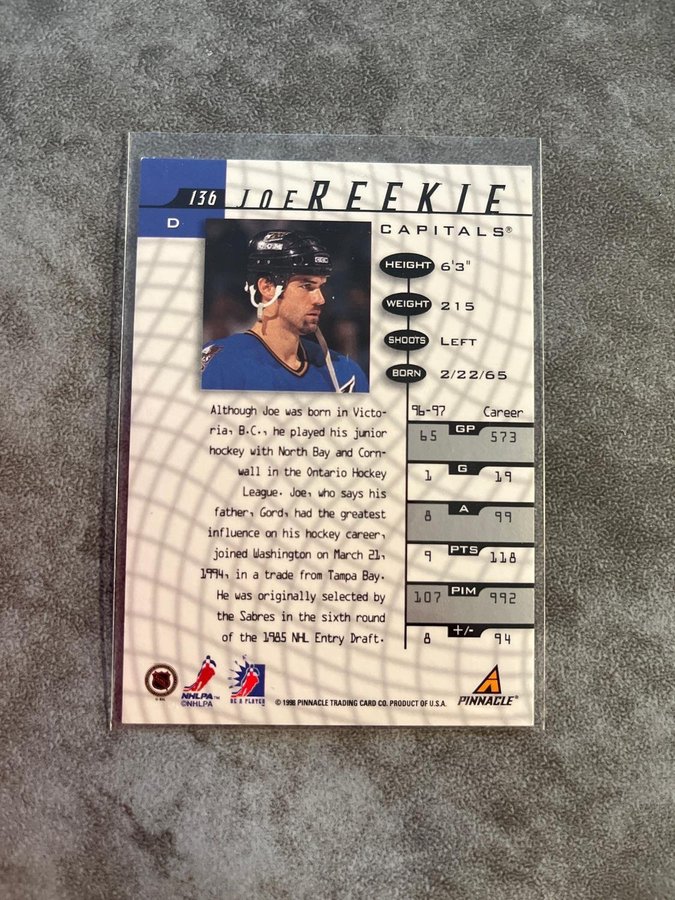 136 JOE REEKIE
D
CAPITALS®
HEIGHT 6'3"
WEIGHT 215
SHOOTS LEFT
BORN 2/22/65
Although Joe was born in Victo-
ria, B.C., he played his junior
hockey with North Bay and Corn-
wall in the Ontario Hockey
League. Joe, who says his
father, Gord, had the greatest
influence on his hockey career,
joined Washington on March 21,
1994, in a trade from Tampa Bay.
He was originally selected by
the Sabres in the sixth round
of the 1985 NHL Entry Draft.
96-97 Career
65 GP 573
1 G 19
8 A 99
9 PTS 118
107 PIM 992
8 +/- 94
NHLPA™
©NHLPA
BE A PLAYER
© 1998 PINNACLE TRADING CARD CO. PRODUCT OF U.S.A.
PINNACLE®